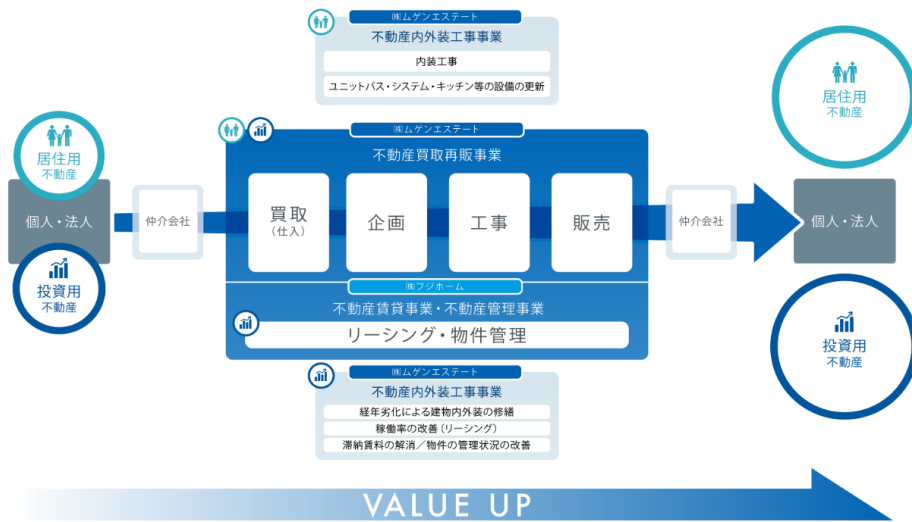 ㈱ムゲンエステート
不動産内外装工事事業
内装工事
ユニットバス・システム・キッチン等の設備の更新
居住用
不動産
個人・法人
投資用
不動産
仲介会社
㈱ムゲンエステート
不動産買取再販事業
買取
(仕入)
企画
工事
販売
㈱フジホーム
不動産賃貸事業・不動産管理事業
リーシング・物件管理
仲介会社
居住用
不動産
個人・法人
投資用
不動産
㈱ムゲンエステート
不動産内外装工事事業
経年劣化による建物内外装の修繕
稼働率の改善(リーシング)
滞納賃料の解消／物件の管理状況の改善
VALUE UP